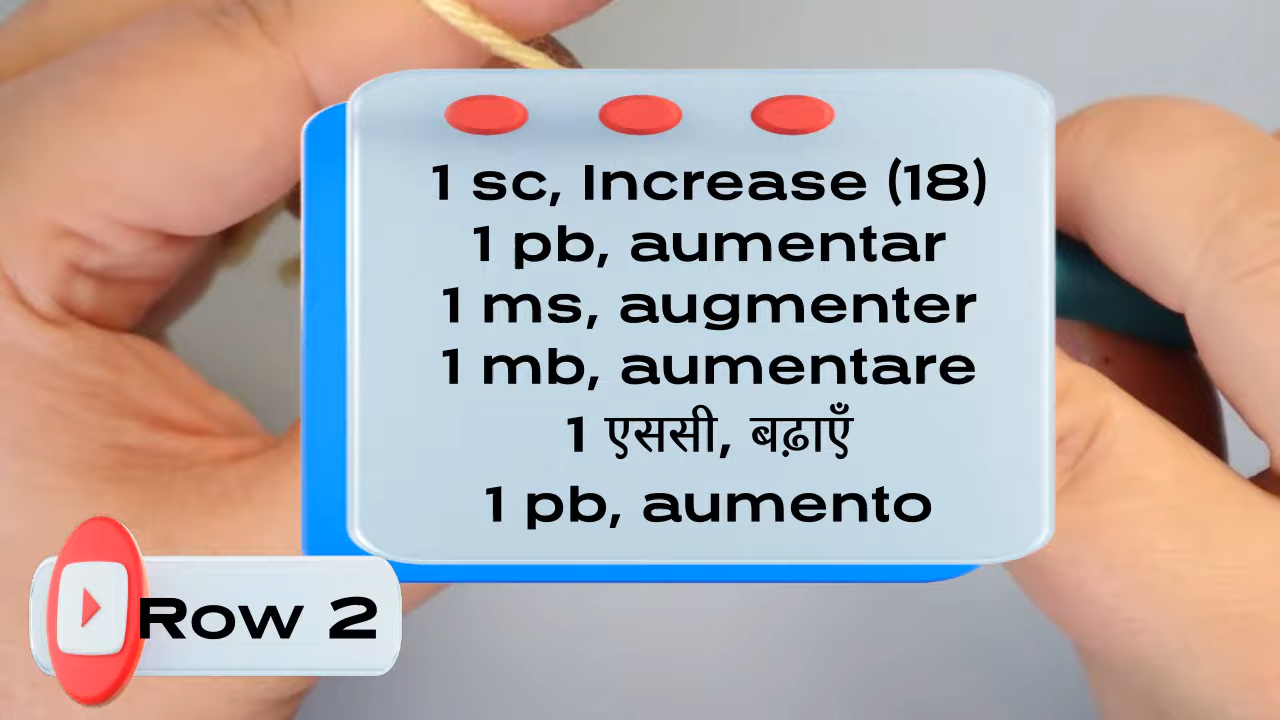 1 sc, Increase (18)
1 pb, aumentar
1 ms, augmenter
1 mb, aumentare
1 एससी, बढ़ाएँ
1 pb, aumento
Row 2